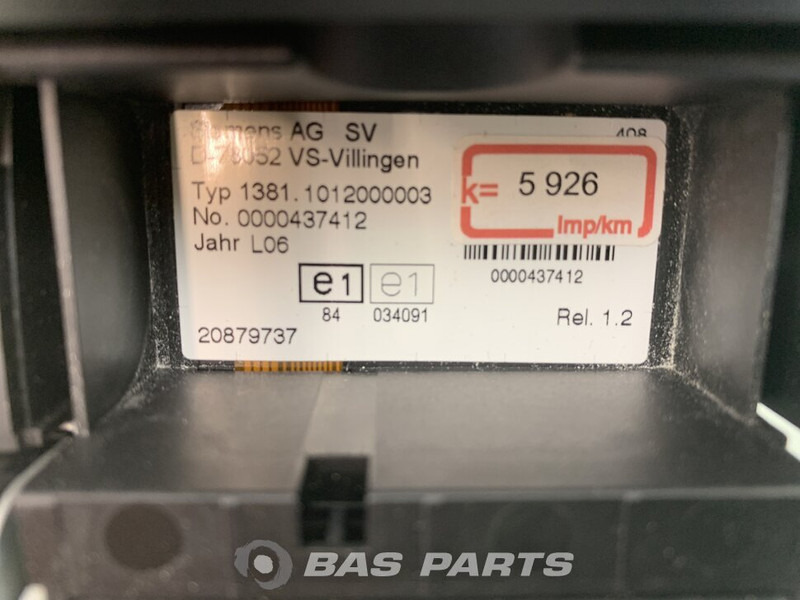 Siemens AG SV
408
D-78052 VS-Villingen
Typ 1381.1012000003
No. 0000437412
Jahr L06
k= 5 926
Imp/km
0000437412
e1 e1
84 034091
Rel. 1.2
20879737
BAS PARTS